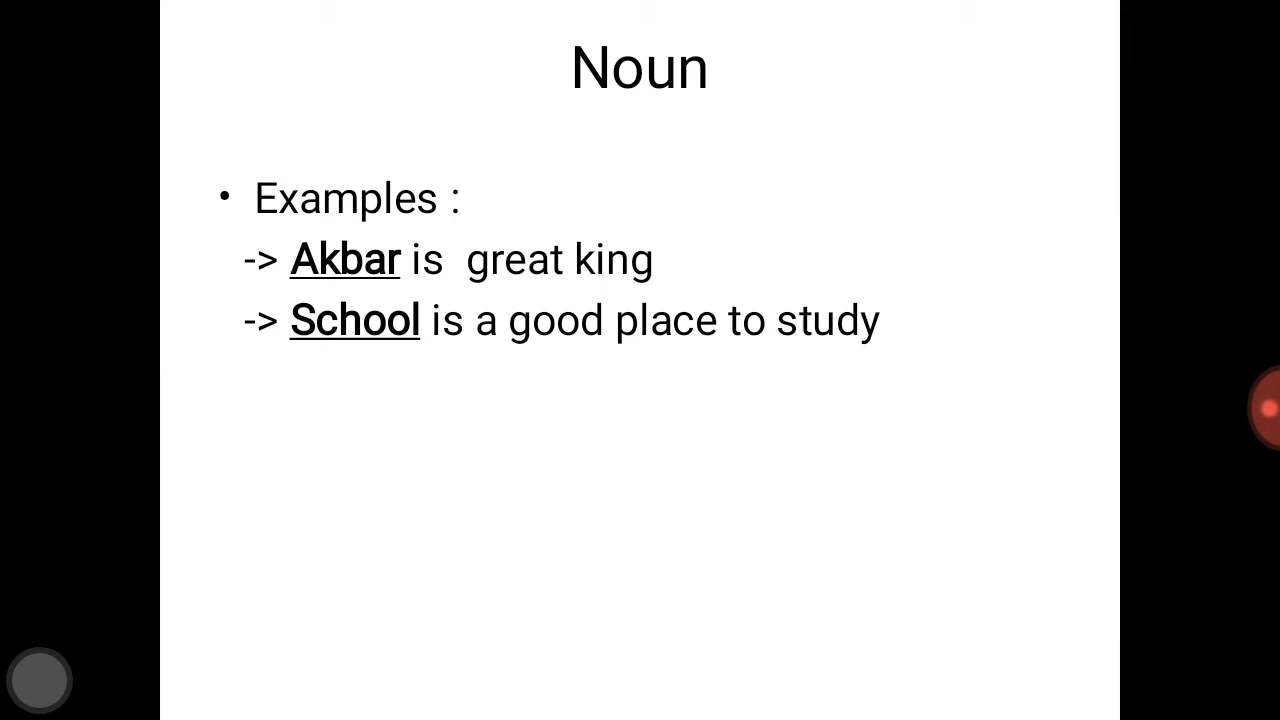 Noun
• Examples :
-> Akbar is  great king
-> School is a good place to study